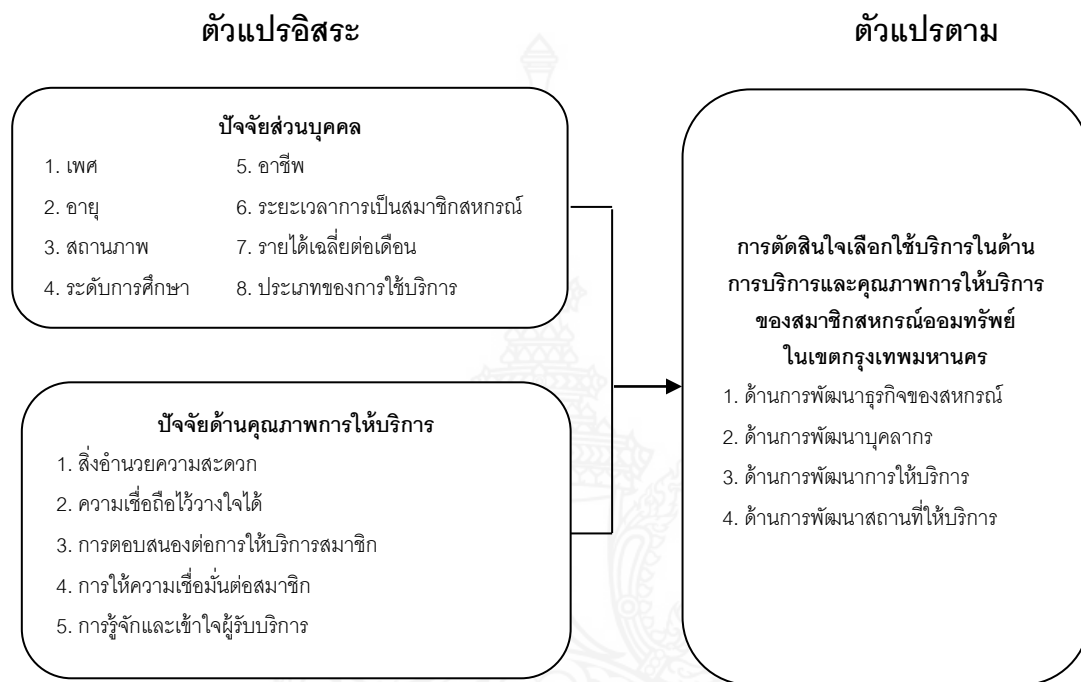 ตัวแปรอิสระ
ตัวแปรตาม
ปัจจัยส่วนบุคคล
1. เพศ
5. อาชีพ
2. อายุ
6. ระยะเวลาการเป็นสมาชิกสหกรณ์
3. สถานภาพ
7. รายได้เฉลี่ยต่อเดือน
4. ระดับการศึกษา
8. ประเภทของการใช้บริการ
ปัจจัยด้านคุณภาพการให้บริการ
1. สิ่งอำนวยความสะดวก
2. ความเชื่อถือไว้วางใจได้
3. การตอบสนองต่อการให้บริการสมาชิก
4. การให้ความเชื่อมั่นต่อสมาชิก
5. การรู้จักและเข้าใจผู้รับบริการ
การตัดสินใจเลือกใช้บริการในด้าน
การบริการและคุณภาพการให้บริการ
ของสมาชิกสหกรณ์ออมทรัพย์
ในเขตกรุงเทพมหานคร
1. ด้านการพัฒนาธุรกิจของสหกรณ์
2. ด้านการพัฒนาบุคลากร
3. ด้านการพัฒนาการให้บริการ
4. ด้านการพัฒนาสถานที่ให้บริการ